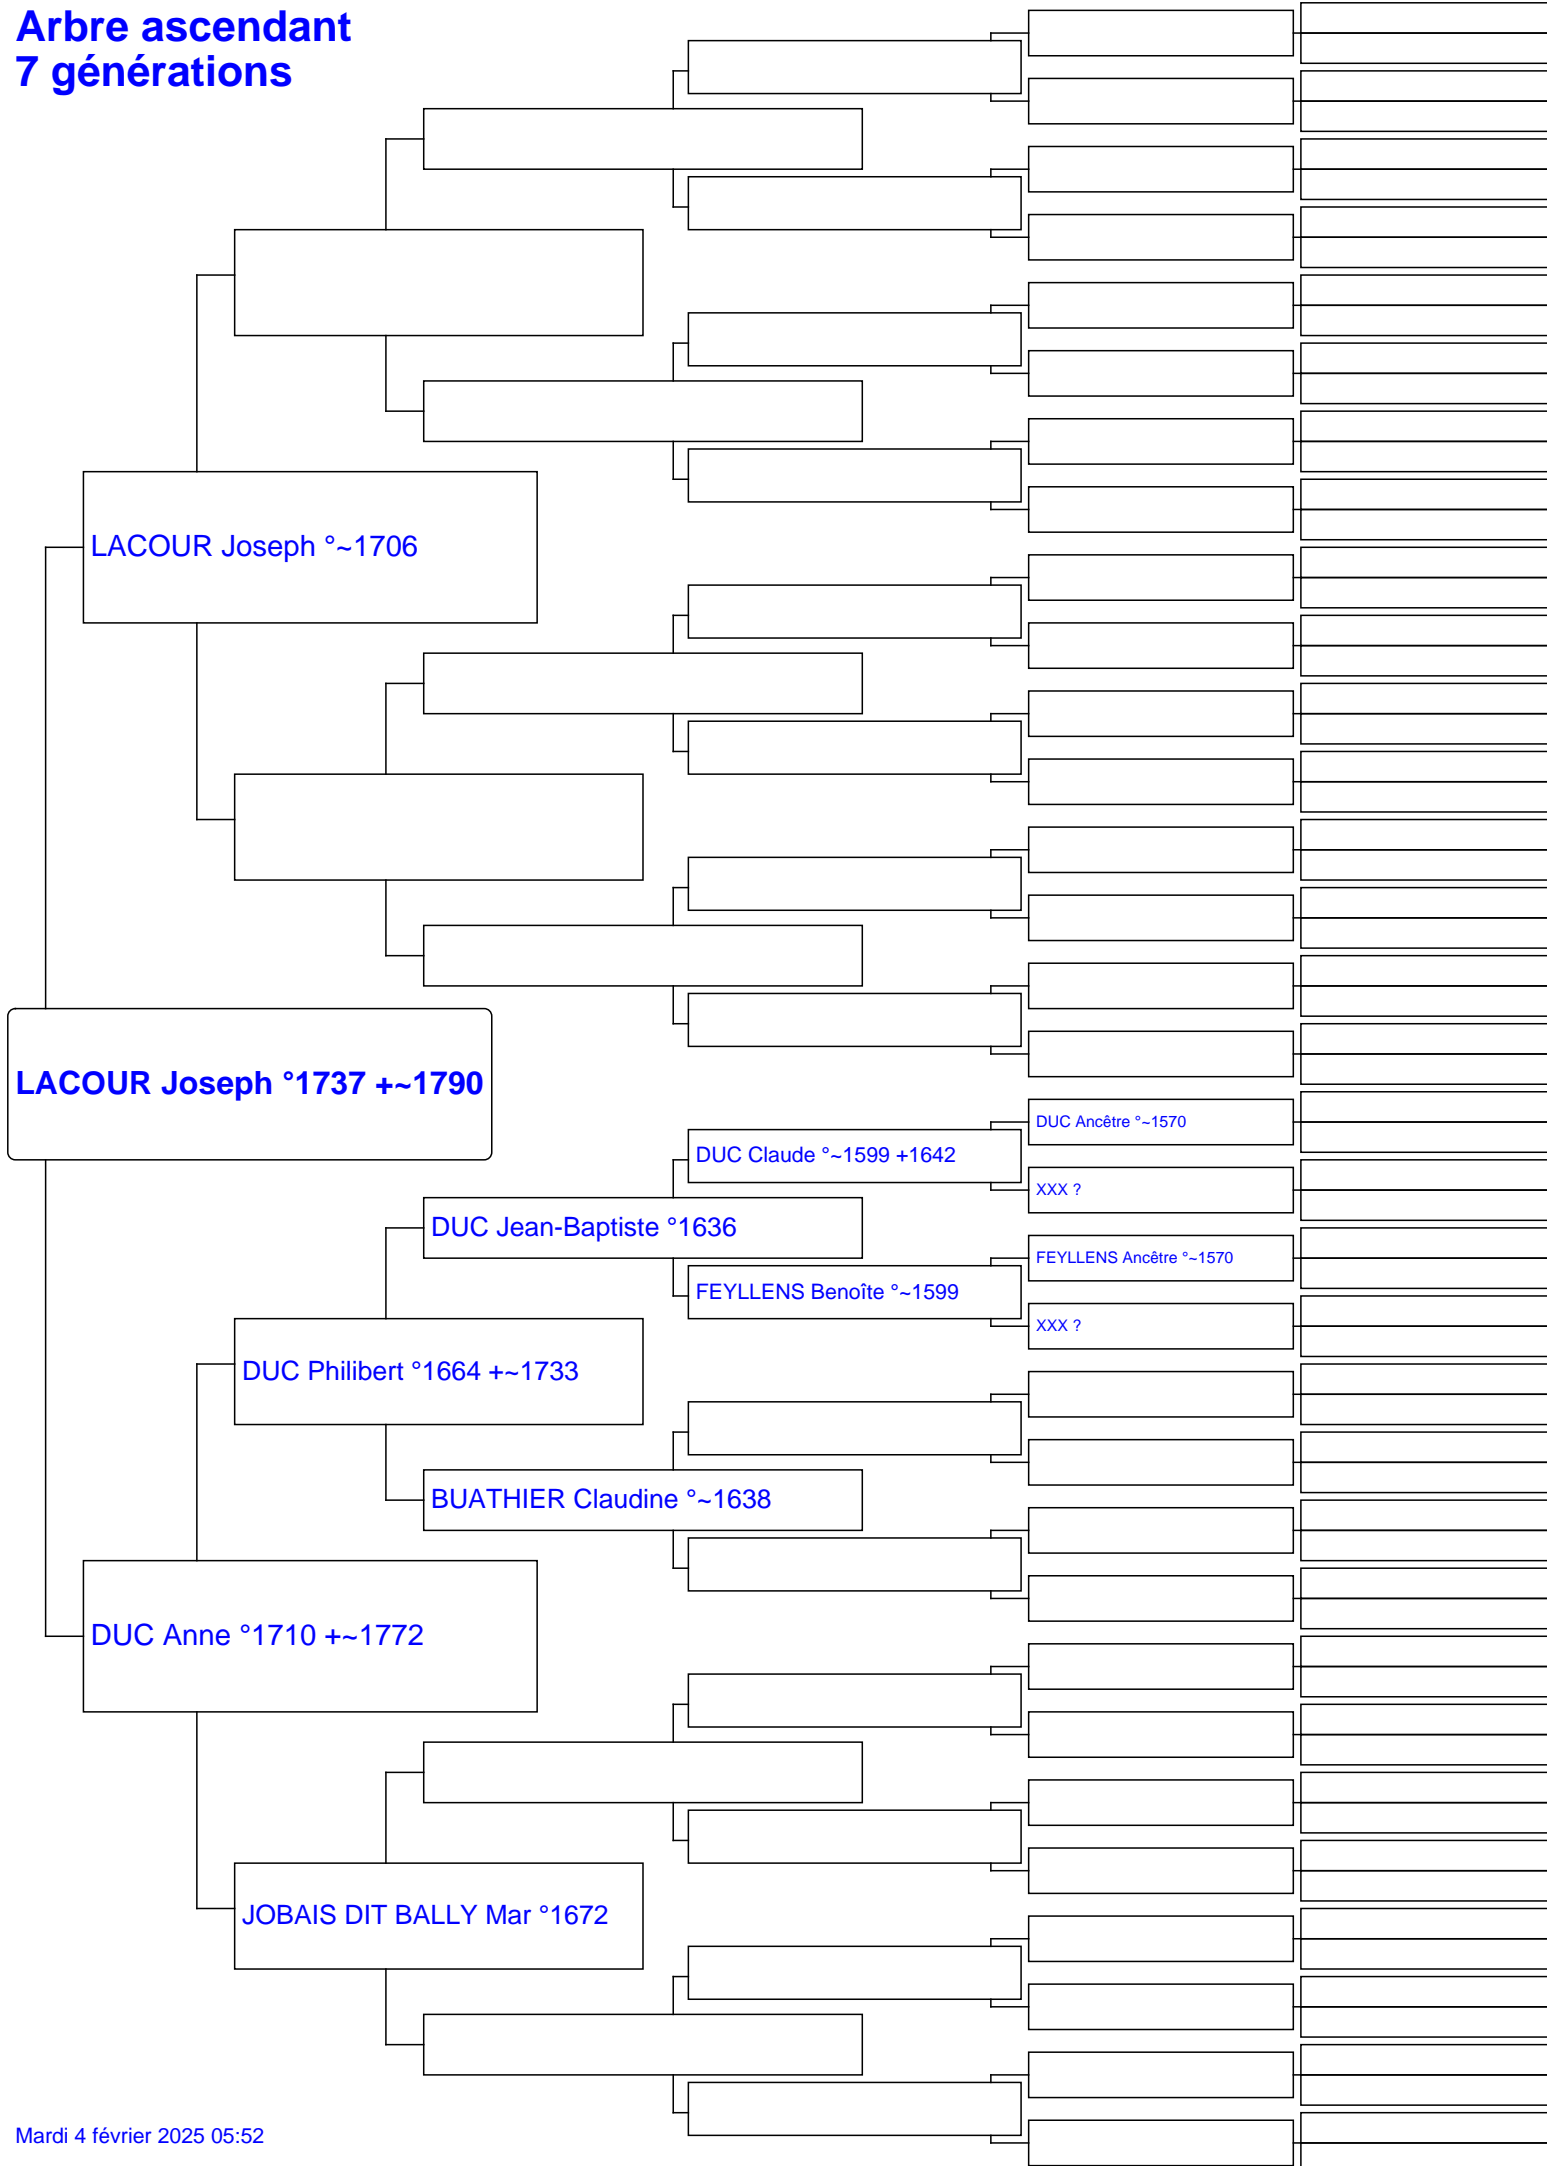 Arbre ascendant
7 générations
LACOUR Joseph °~1706
LACOUR Joseph °1737 +~1790
DUC Ancêtre °~1570
DUC Claude °~1599 +1642
XXX ?
DUC Jean-Baptiste °1636
FEYLLENS Ancêtre °~1570
FEYLLENS Benoîte °~1599
XXX ?
DUC Philibert °1664 +~1733
BUATHIER Claudine °~1638
DUC Anne °1710 +~1772
JOBAIS DIT BALLY Mar °1672
Mardi 4 février 2025 05:52